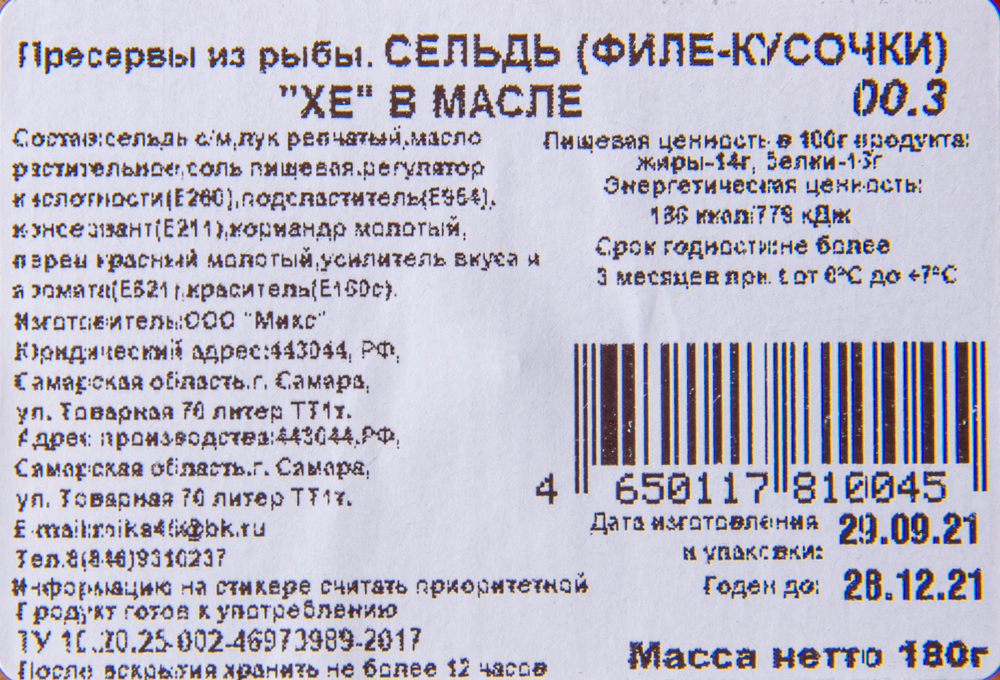 Пресервы из рыбы. СЕЛЬДЬ (ФИЛЕ-КУСОЧКИ)
"ХЕ" В МАСЛЕ
00.3
Состав:сельдь с/м,лук репчатый,масло
растительное,соль пищевая,регулятор
кислотности(Е260),подсластитель(Е954),
консервант(Е211),кориандр молотый,
перец красный молотый,усилитель вкуса и
аромата(Е621),краситель(Е160с).
Изготовитель:ООО "Микс"
Юридический адрес:443044, РФ,
Самарская область,г. Самара,
ул. Товарная 70 литер ТТ1т.
Адрес производства:443044,РФ,
Самарская область,г. Самара,
ул. Товарная 70 литер ТТ1т.
E-mail:
Тел.8(846)9310237
Информацию на стикере считать приоритетной
Продукт готов к употреблению
ТУ 10.20.25-002-46973989-2017
После вскрытия хранить не более 12 часов
Пищевая ценность в 100г продукта:
жиры-14г, белки-15г
Энергетическая ценность:
186 ккал/779 кДж
Срок годности:не более
3 месяцев при t от 0°С до +7°С
4 650117 810045
Дата изготовления 29.09.21
и упаковки:
Годен до: 28.12.21
Масса нетто 180г